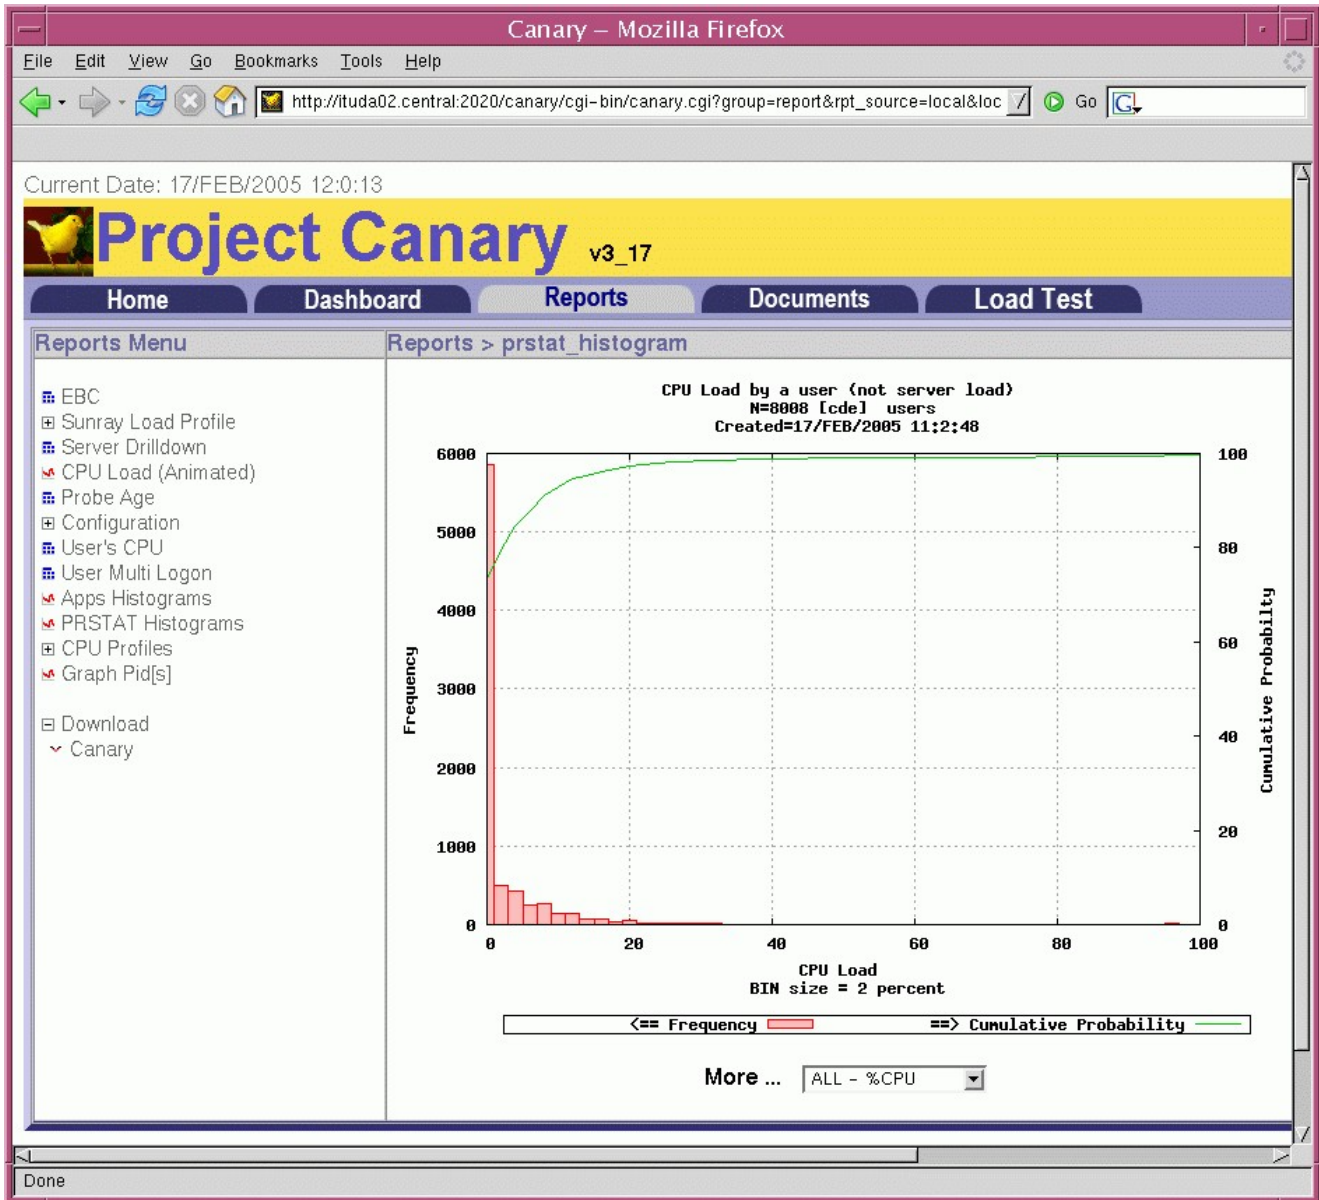 Canary – Mozilla Firefox
File Edit View Go Bookmarks Tools Help
http://ituda02.central:2020/canary/cgi-bin/canary.cgi?group=report&rpt_source=local&loc Go
Current Date: 17/FEB/2005 12:0:13
Project Canary v3_17
Home Dashboard Reports Documents Load Test
Reports Menu
EBC
Sunray Load Profile
Server Drilldown
CPU Load (Animated)
Probe Age
Configuration
User's CPU
User Multi Logon
Apps Histograms
PRSTAT Histograms
CPU Profiles
Graph Pid[s]
Download
Canary
Reports > prstat_histogram
CPU Load by a user (not server load)
N=8008 [cde] users
Created=17/FEB/2005 11:2:48
6000
5000
4000
3000
2000
1000
0
Frequency
100
80
60
40
20
0
Cumulative Probabilty
0 20 40 60 80 100
CPU Load
BIN size = 2 percent
<== Frequency ==> Cumulative Probability
More ... ALL - %CPU
Done